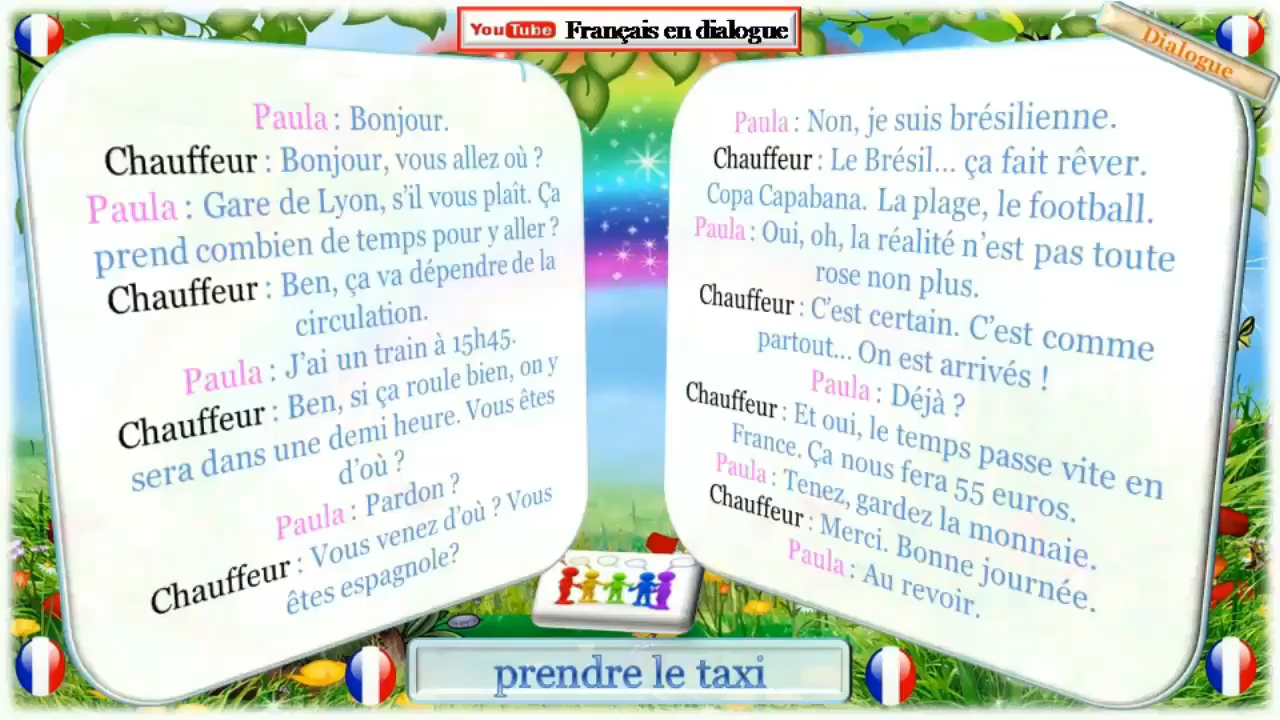 YouTube Français en dialogue
Dialogue
Paula : Bonjour.
Chauffeur : Bonjour, vous allez où ?
Paula : Gare de Lyon, s'il vous plaît. Ça
prend combien de temps pour y aller ?
Chauffeur : Ben, ça va dépendre de la
circulation.
Paula : J'ai un train à 15h45.
Chauffeur : Ben, si ça roule bien, on y
sera dans une demi heure. Vous êtes
d'où ?
Paula : Pardon ?
Chauffeur : Vous venez d'où ? Vous
êtes espagnole?
Paula : Non, je suis brésilienne.
Chauffeur : Le Brésil... ça fait rêver.
Copa Capabana. La plage, le football.
Paula : Oui, oh, la réalité n'est pas toute
rose non plus.
Chauffeur : C'est certain. C'est comme
partout... On est arrivés !
Paula : Déjà ?
Chauffeur : Et oui, le temps passe vite en
France. Ça nous fera 55 euros.
Paula : Tenez, gardez la monnaie.
Chauffeur : Merci. Bonne journée.
Paula : Au revoir.
prendre le taxi